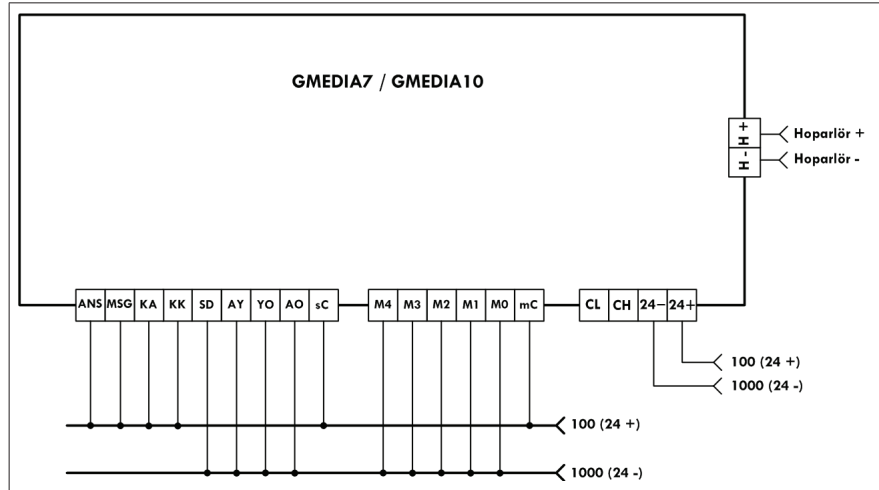 GMEDIA7 / GMEDIA10
H +
Hoparlör +
H -
Hoparlör -
ANS MSG KA KK SD AY YO AO sC M4 M3 M2 M1 M0 mC CL CH 24- 24+
100 (24 +)
1000 (24 -)
100 (24 +)
1000 (24 -)